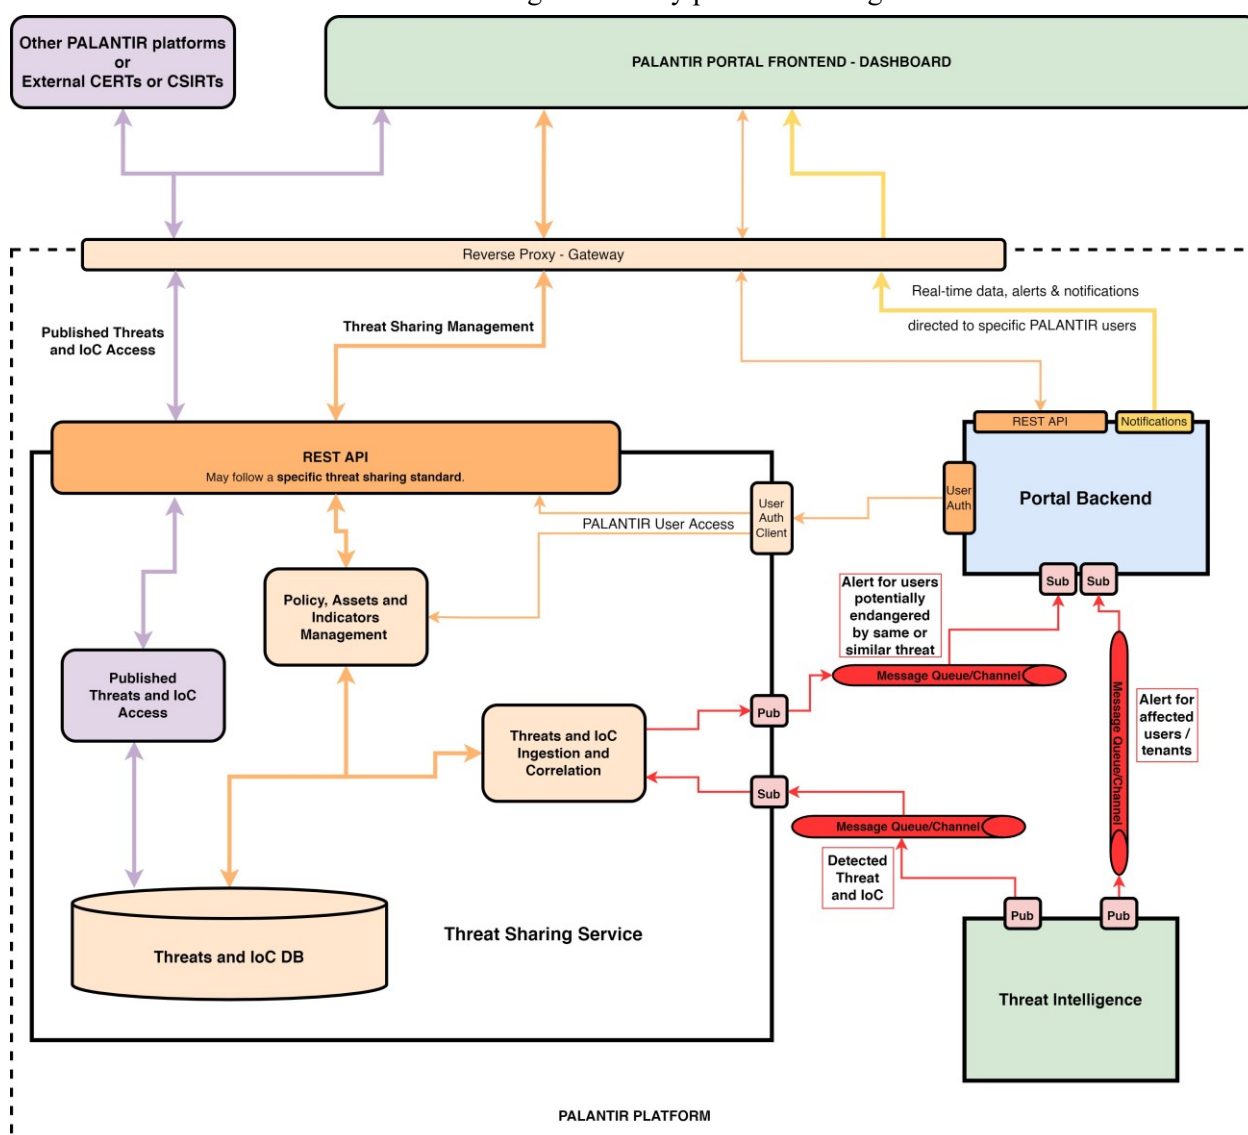 Other PALANTIR platforms
or
External CERTs or CSIRTs
PALANTIR PORTAL FRONTEND - DASHBOARD
Reverse Proxy - Gateway
Published Threats
and IoC Access
Threat Sharing Management
Real-time data, alerts & notifications
directed to specific PALANTIR users
REST API
May follow a specific threat sharing standard.
REST API
Notifications
User
Auth
Portal Backend
User
Auth
Client
PALANTIR User Access
Sub
Sub
Policy, Assets and
Indicators
Management
Alert for users
potentially
endangered
by same or
similar threat
Message Queue/Channel
Published
Threats and IoC
Access
Threats and IoC
Ingestion and
Correlation
Pub
Sub
Message Queue/Channel
Alert for
affected
users /
tenants
Message Queue/Channel
Detected
Threat
and IoC
Pub
Pub
Threats and IoC DB
Threat Sharing Service
Threat Intelligence
PALANTIR PLATFORM